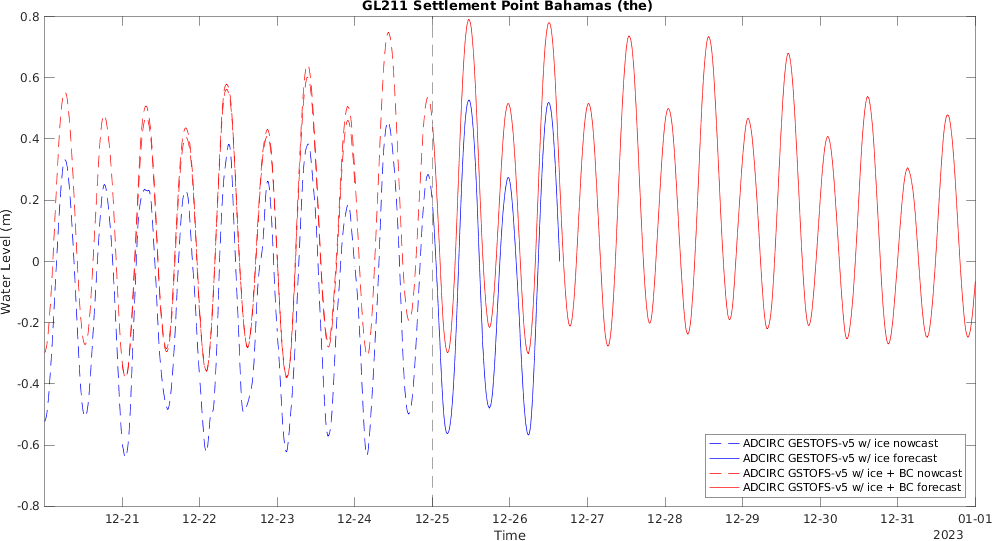 GL211 Settlement Point Bahamas (the)
0.8
0.6
0.4
0.2
0
-0.2
-0.4
-0.6
-0.8
Water Level (m)
12-21 12-22 12-23 12-24 12-25 12-26 12-27 12-28 12-29 12-30 12-31 01-01
2023
Time
ADCIRC GESTOFS-v5 w/ ice nowcast
ADCIRC GESTOFS-v5 w/ ice forecast
ADCIRC GSTOFS-v5 w/ ice + BC nowcast
ADCIRC GSTOFS-v5 w/ ice + BC forecast